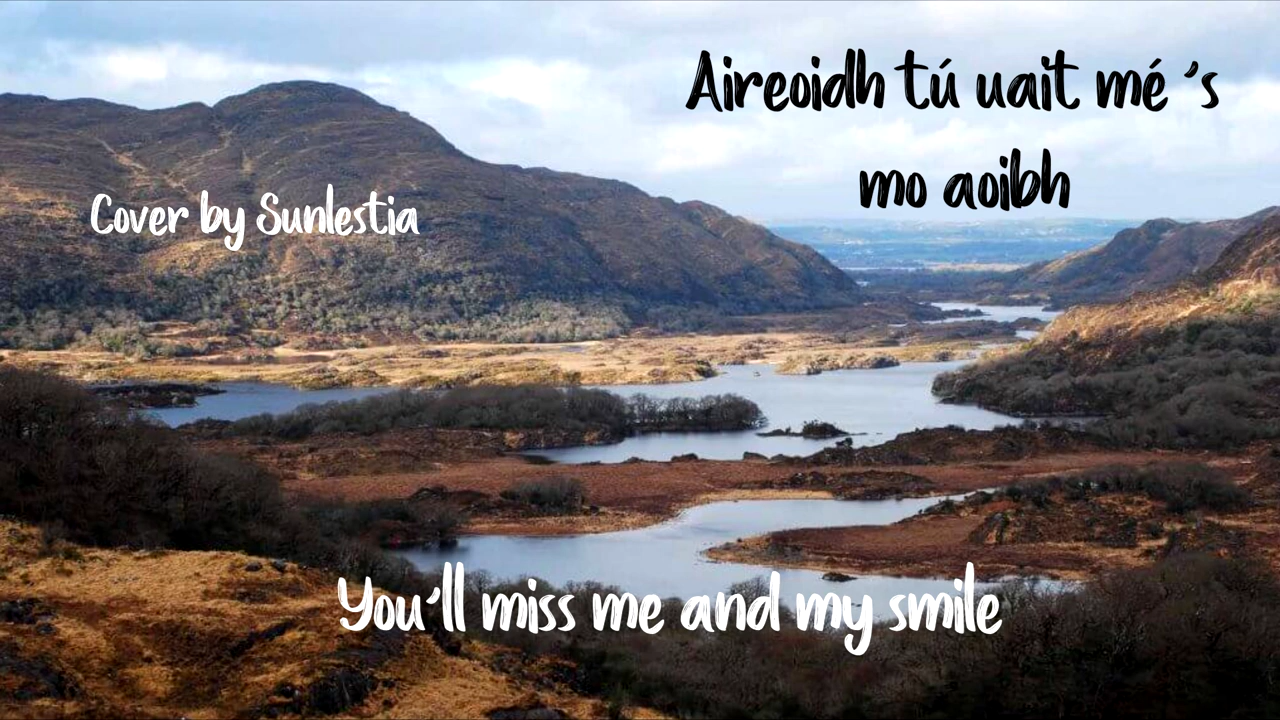 Aireoidh tú uait mé 's
mo aoibh
Cover by Sunlestia
You'll miss me and my smile